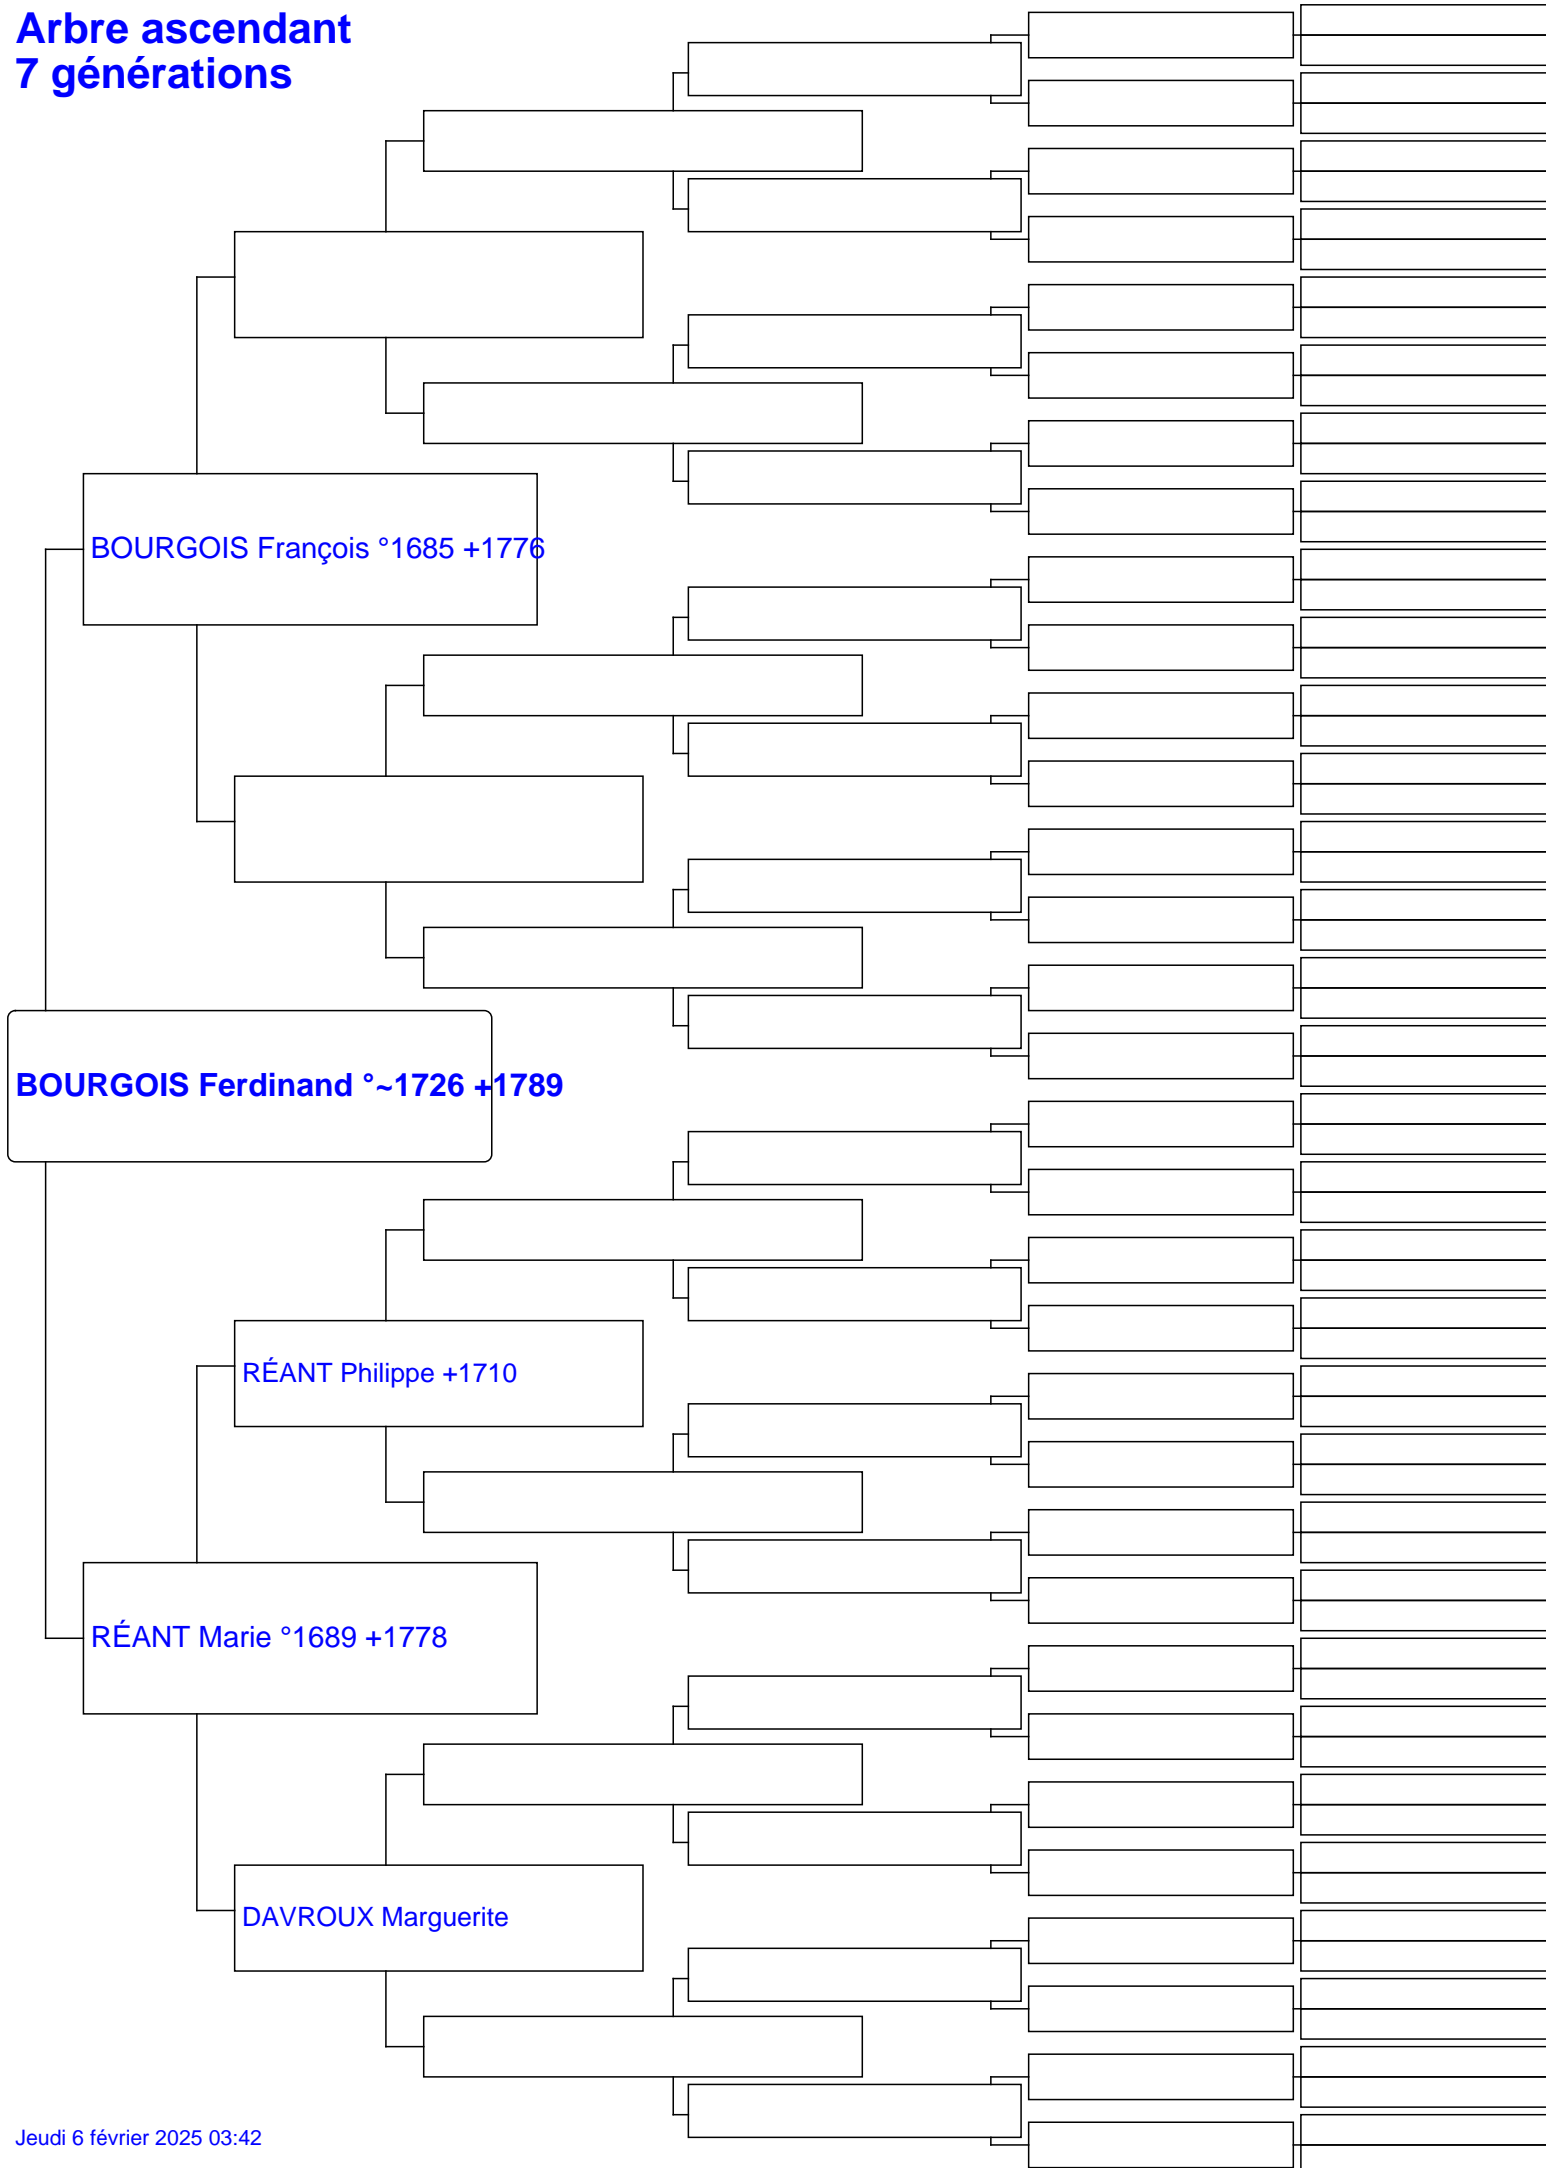 Arbre ascendant
7 générations
BOURGOIS François °1685 +1776
BOURGOIS Ferdinand °~1726 +1789
RÉANT Philippe +1710
RÉANT Marie °1689 +1778
DAVROUX Marguerite
Jeudi 6 février 2025 03:42